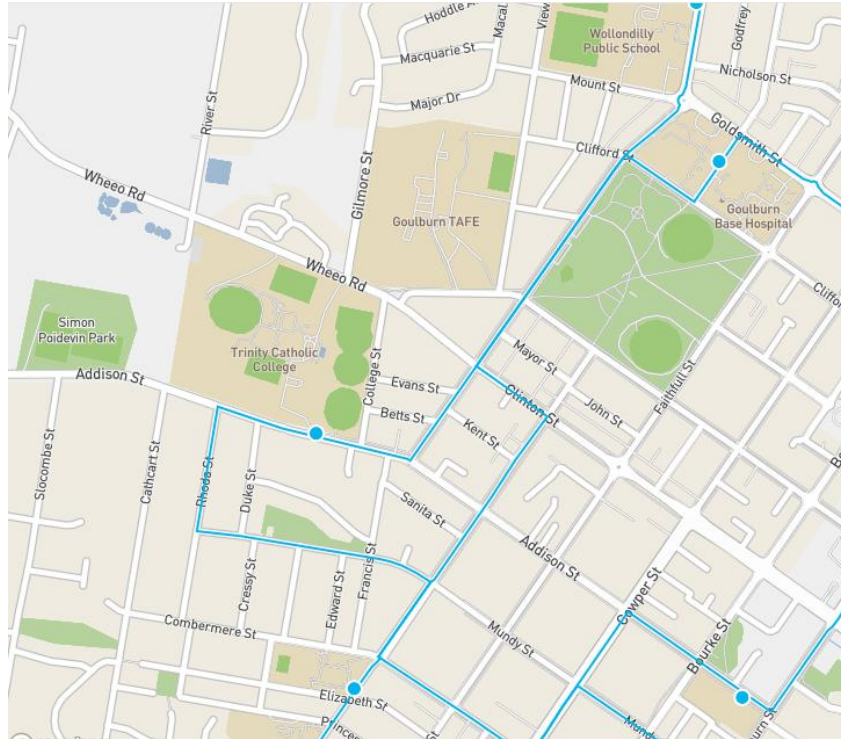 Hoddle A
Macal
View
Godfrey
Wollondilly
Public School
Macquarie St
Nicholson St
Mount St
Major Dr
River St
Goldsmith St
Clifford St
Gilmore St
Wheeo Rd
Goulburn TAFE
Goulburn
Base Hospital
Wheeo Rd
Cliffor
Simon
Poidevin Park
Trinity Catholic
College
Mayor St
Addison St
College St
Evans St
Clinton St
John St
Faithfull St
Betts St
Kent St
Slocombe St
Cathcart St
Rhoda St
Duke St
Sanita St
Addison St
Cowper St
Cressy St
Edward St
Francis St
Combermere St
Mundy St
Bourke St
Elizabeth St
Princes
Mund
burn St